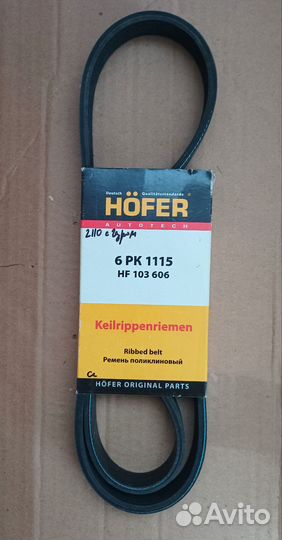 Deutsch Qualitätsstandards
HÖFER
AUTOTECH
2110 с Гуром
6 PK 1115
HF 103 606
Keilrippenriemen
Ribbed belt
Ремень поликлиновый
HÖFER ORIGINAL PARTS
Avito